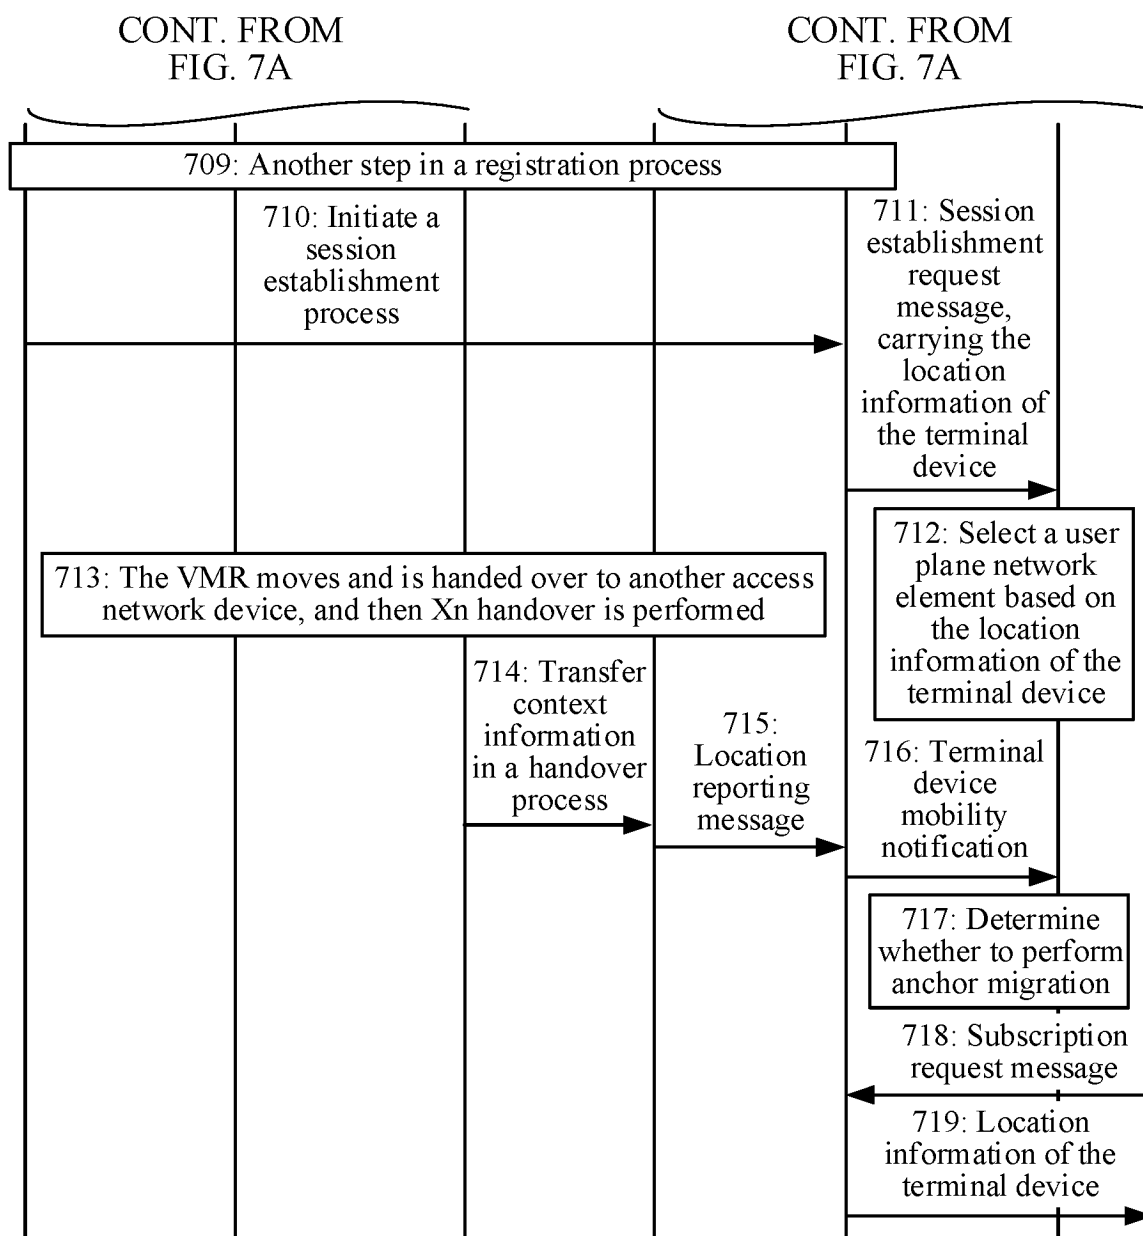 CONT. FROM
FIG. 7A
CONT. FROM
FIG. 7A
709: Another step in a registration process
710: Initiate a
session
establishment
process
711: Session
establishment
request
message,
carrying the
location
information of
the terminal
device
712: Select a user
plane network
element based on
the location
information of the
terminal device
713: The VMR moves and is handed over to another access
network device, and then Xn handover is performed
714: Transfer
context
information
in a handover
process
715:
Location
reporting
message
716: Terminal
device
mobility
notification
717: Determine
whether to perform
anchor migration
718: Subscription
request message
719: Location
information of the
terminal device